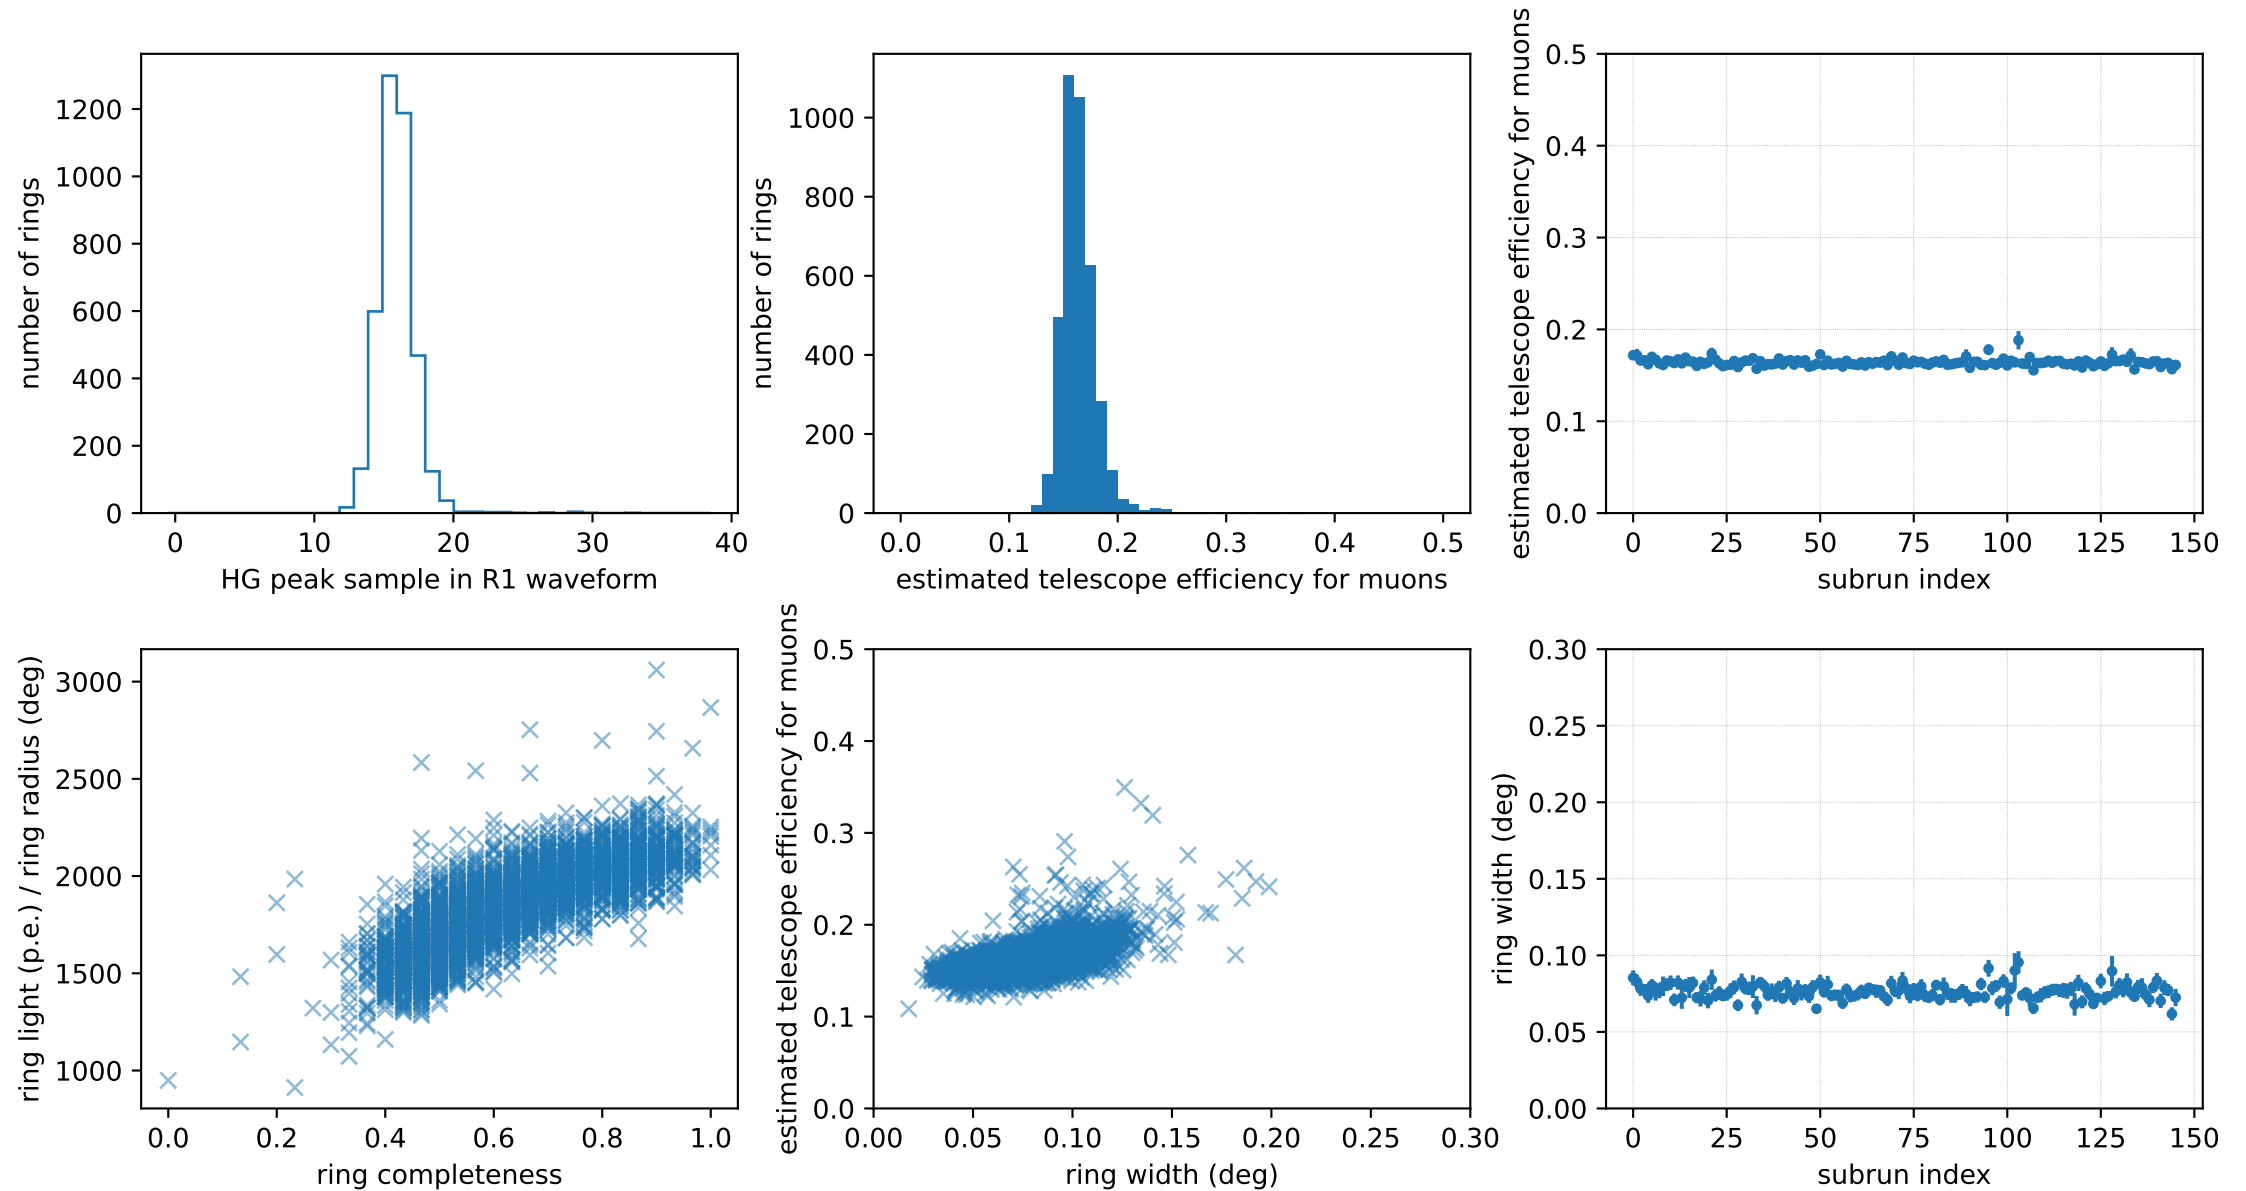 number of rings
1200
1000
800
600
400
200
0
0 10 20 30 40
HG peak sample in R1 waveform
number of rings
1000
800
600
400
200
0
0.0 0.1 0.2 0.3 0.4 0.5
estimated telescope efficiency for muons
estimated telescope efficiency for muons
0.5
0.4
0.3
0.2
0.1
0.0
0 25 50 75 100 125 150
subrun index
ring light (p.e.) / ring radius (deg)
3000
2500
2000
1500
1000
0.0 0.2 0.4 0.6 0.8 1.0
ring completeness
estimated telescope efficiency for muons
0.5
0.4
0.3
0.2
0.1
0.0
0.00 0.05 0.10 0.15 0.20 0.25 0.30
ring width (deg)
ring width (deg)
0.30
0.25
0.20
0.15
0.10
0.05
0.00
0 25 50 75 100 125 150
subrun index